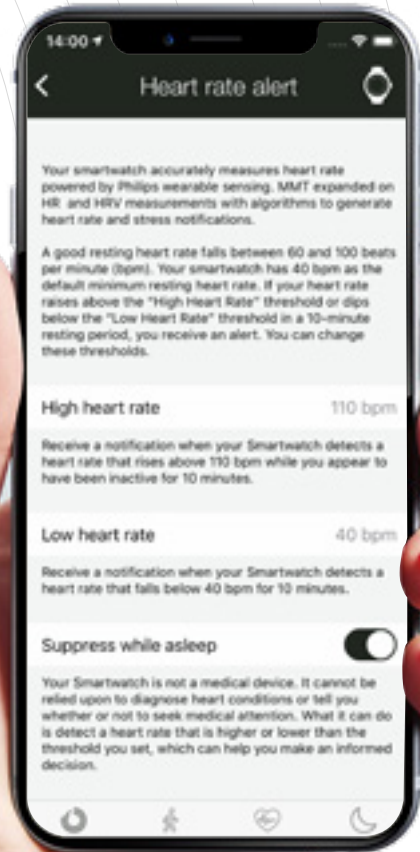 14:00
Heart rate alert
Your smartwatch accurately measures heart rate
powered by Philips wearable sensing. MMT expanded on
HR and HRV measurements with algorithms to generate
heart rate and stress notifications.
A good resting heart rate falls between 60 and 100 beats
per minute (bpm). Your smartwatch has 40 bpm as the
default minimum resting heart rate. If your heart rate
raises above the "High Heart Rate" threshold or dips
below the "Low Heart Rate" threshold in a 10-minute
resting period, you receive an alert. You can change
these thresholds.
High heart rate 110 bpm
Receive a notification when your Smartwatch detects a
heart rate that rises above 110 bpm while you appear to
have been inactive for 10 minutes.
Low heart rate 40 bpm
Receive a notification when your Smartwatch detects a
heart rate that falls below 40 bpm for 10 minutes.
Suppress while asleep
Your Smartwatch is not a medical device. It cannot be
relied upon to diagnose heart conditions or tell you
whether or not to seek medical attention. What it can do
is detect a heart rate that is higher or lower than the
threshold you set, which can help you make an informed
decision.